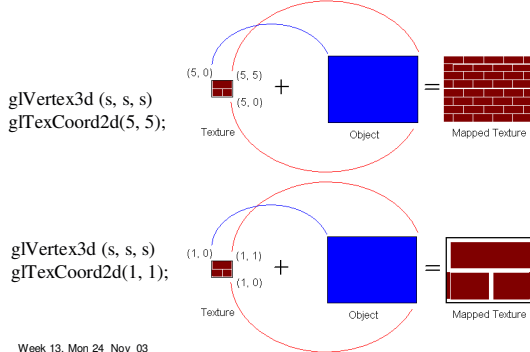 (5, 0) (5, 5)
+ =
glVertex3d (s, s, s)
glTexCoord2d(5, 5);
(5, 0)
Texture Object Mapped Texture
glVertex3d (s, s, s)
glTexCoord2d(1, 1);
(1, 0) (1, 1)
+ =
(1, 0)
Texture Object Mapped Texture
Week 13, Mon 24 Nov 03